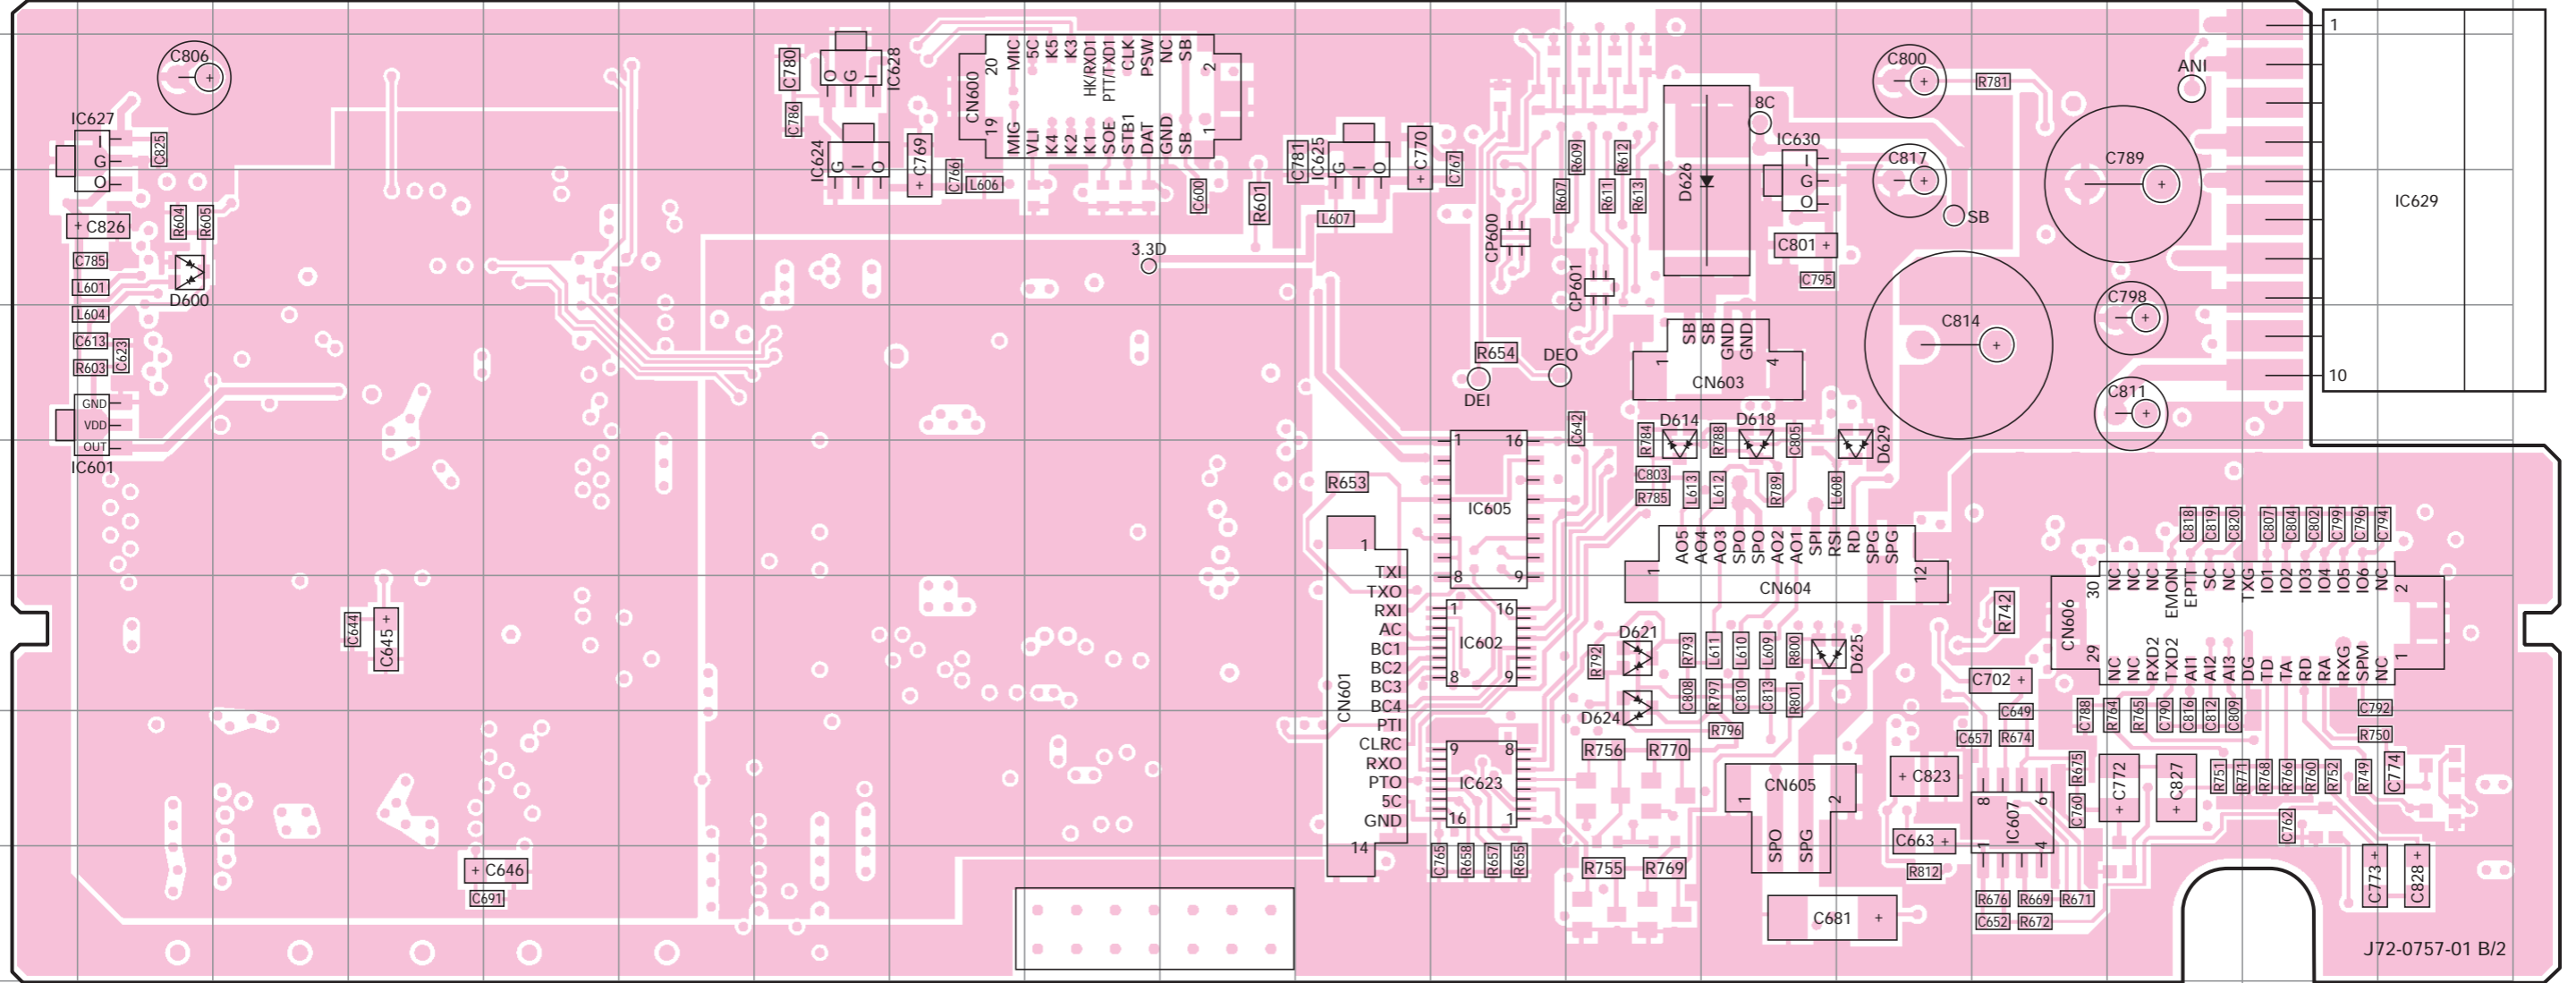 C806
C780
O G I
IC628
CN600
20
MIC 5C K5 K3 HK/RXD1 PTT/TXD1 CLK PSW NC SB
2
19
MIG VLI K4 K2 K1 SOE STB1 DAT GND SB
1
C800
R781
ANI
1
IC629
10
IC627
I
G
O
C825
C786
IC624
G I O
C769 +
C766
L606
C600
R601
C781
IC625
G I O
C770 +
C767
L607
R609
R612
R607
R611
R613
D626
8C
IC630
I
G
O
C817
SB
C789
+ C826
R604
R605
C785
L601
D600
L604
C613
C623
R603
3.3D
CP600
CP601
C801 +
C795
C814
C798
C811
GND
VDD
OUT
IC601
R654
DEO
DEI
SB SB GND GND
1
4
CN603
C642
D614
D618
D629
R784
R788
C805
C803
R785
L613
L612
R789
L608
R653
1
16
IC605
8
9
AO5 AO4 AO3 SPO SPO AO2 AO1 SPI RSI RD SPG SPG
1
12
CN604
C818
C819
C820
C807
C804
C802
C799
C796
C794
CN601
1
TXI
TXO
RXI
AC
BC1
BC2
BC3
BC4
PTI
CLRC
RXO
PTO
5C
GND
14
1
16
IC602
8
9
9
8
IC623
16
1
C644
C645 +
D621
R792
D624
R793
L611
L610
L609
R800
D625
C808
R797
C810
C813
R801
R796
R742
CN606
30
NC NC NC EMON EPTT SC NC TXG IO1 IO2 IO3 IO4 IO5 IO6 NC
2
29
NC NC RXD2 TXD2 AI1 AI2 AI3 DG TD TA RD RA RXG SPM NC
1
C702 +
C649
C657
R674
C788
R764
R765
C790
C816
C812
C809
C792
R750
R756
R770
CN605
1
2
SPO SPG
+ C823
R675
C760
C772 +
C827 +
R751
R771
R768
R766
R760
R752
R749
C774
8
6
IC607
1
4
C762
C663 +
R812
+ C646
C691
C765
R658
R657
R655
R755
R769
C681 +
R676
R669
R671
C652
R672
C773 +
C828 +
J72-0757-01 B/2